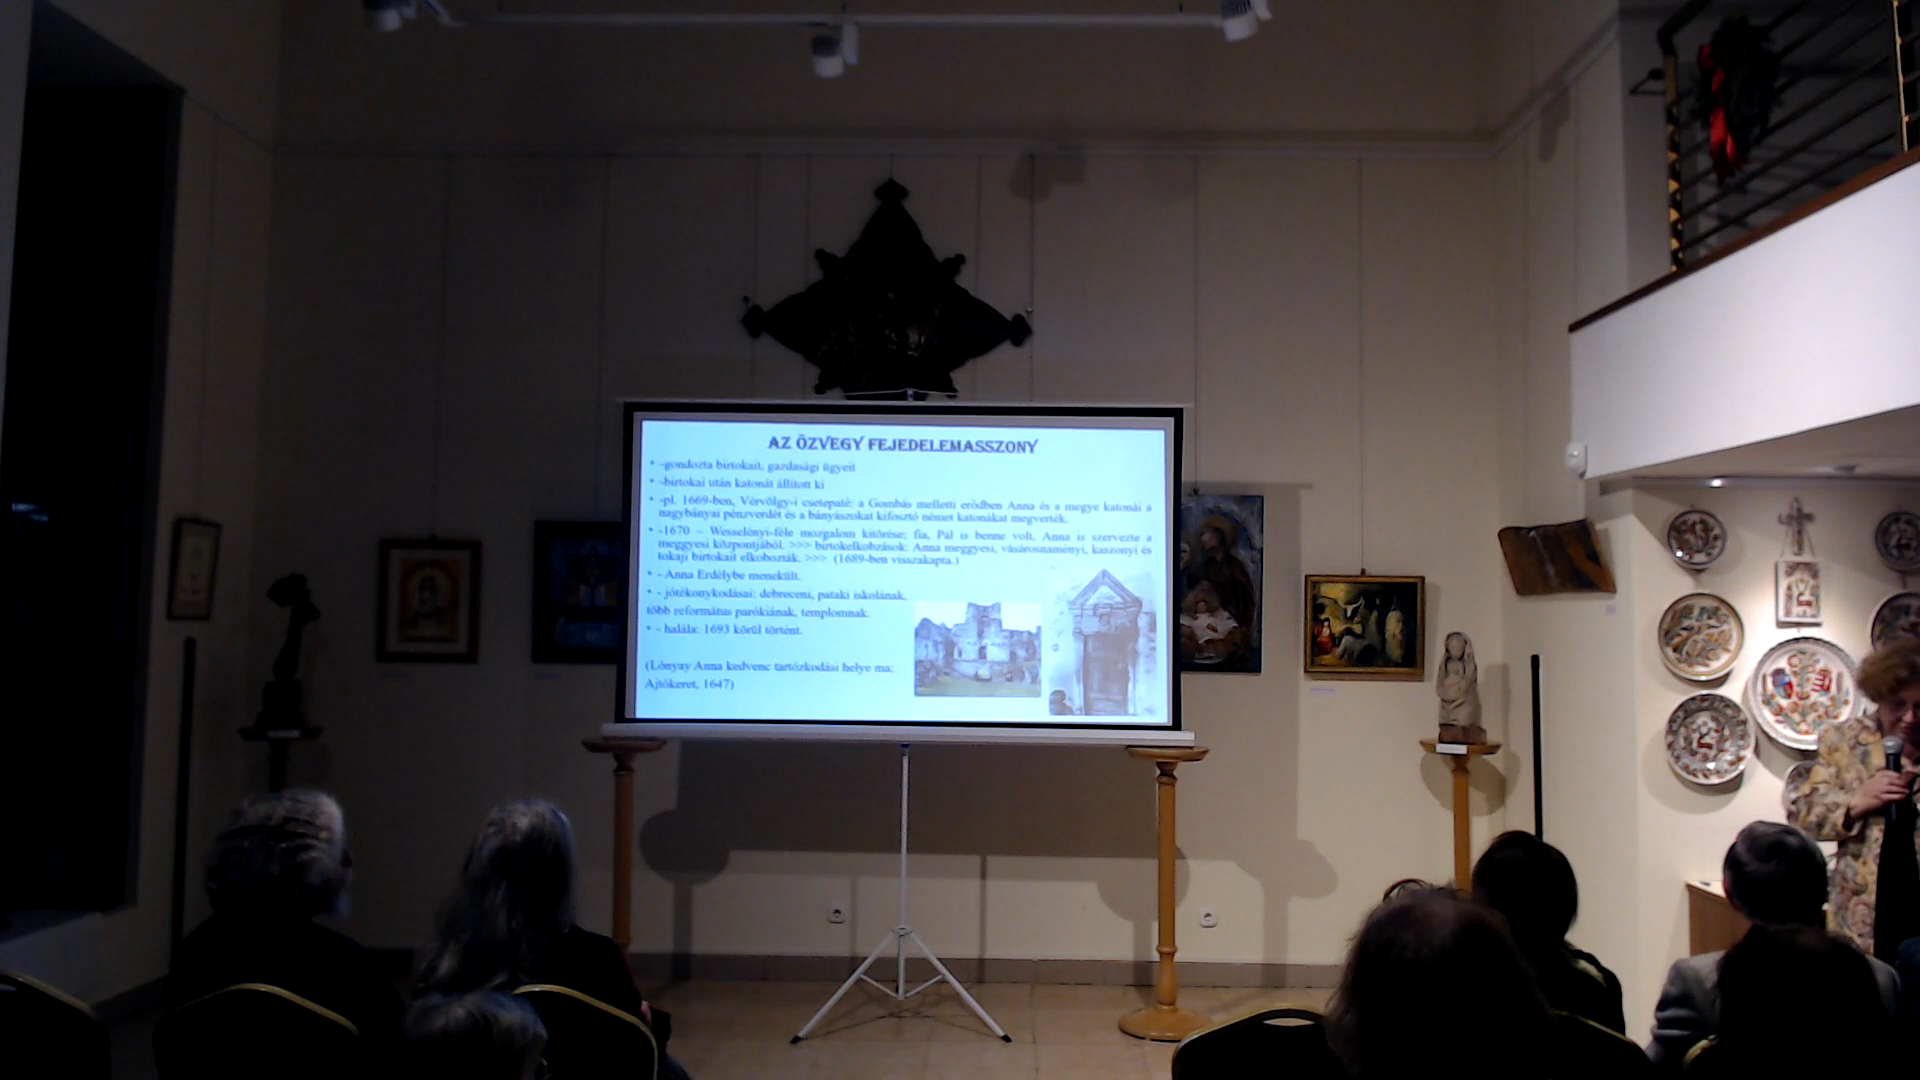 AZ ÖZVEGY FEJEDELEMASSZONY
• -gondozta birtokait, gazdasági ügyeit
• -birtokai után katonát állított ki
• -pl. 1669-ben, Vérvölgy-i csetepaté: a Gombás melletti erődben Anna és a megye katonái a
nagybányai pénzverdét és a bányászokat kifosztó német katonákat megverték.
• -1670 – Wesselényi-féle mozgalom kitörése; fia, Pál is benne volt, Anna is szervezte a
meggyesi központjából. >>> birtokelkobzások: Anna meggyesi, vásárosnaményi, kaszonyi és
tokaji birtokait elkobozták. >>> (1689-ben visszakapta.)
• - Anna Erdélybe menekült.
• - jótékonykodásai: debreceni, pataki iskolának,
több református parókiának, templomnak.
• - halála: 1693 körül történt.
(Lónyay Anna kedvenc tartózkodási helye ma;
Ajtókeret, 1647)